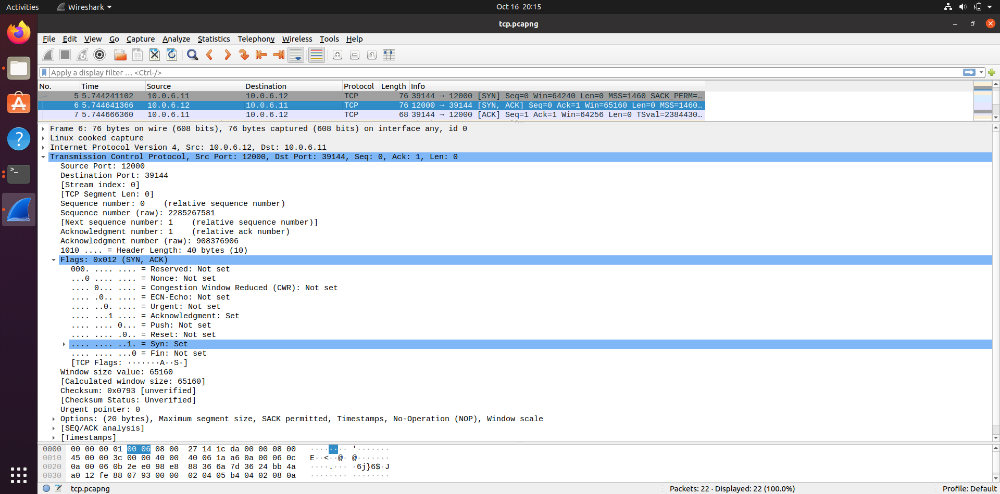 Activities Wireshark Oct 16 20:15
tcp.pcapng
File Edit View Go Capture Analyze Statistics Telephony Wireless Tools Help
Apply a display filter … <Ctrl-/>
No. Time Source Destination Protocol Length Info
5 5.744241102 10.0.6.11 10.0.6.12 TCP 76 39144 → 12000 [SYN] Seq=0 Win=64240 Len=0 MSS=1460 SACK_PERM=…
6 5.744641366 10.0.6.12 10.0.6.11 TCP 76 12000 → 39144 [SYN, ACK] Seq=0 Ack=1 Win=65160 Len=0 MSS=1460…
7 5.744666360 10.0.6.11 10.0.6.12 TCP 68 39144 → 12000 [ACK] Seq=1 Ack=1 Win=64256 Len=0 TSval=2384430…
Frame 6: 76 bytes on wire (608 bits), 76 bytes captured (608 bits) on interface any, id 0
Linux cooked capture
Internet Protocol Version 4, Src: 10.0.6.12, Dst: 10.0.6.11
Transmission Control Protocol, Src Port: 12000, Dst Port: 39144, Seq: 0, Ack: 1, Len: 0
Source Port: 12000
Destination Port: 39144
[Stream index: 0]
[TCP Segment Len: 0]
Sequence number: 0 (relative sequence number)
Sequence number (raw): 2285267581
[Next sequence number: 1 (relative sequence number)]
Acknowledgment number: 1 (relative ack number)
Acknowledgment number (raw): 908376906
1010 .... = Header Length: 40 bytes (10)
Flags: 0x012 (SYN, ACK)
000. .... .... = Reserved: Not set
...0 .... .... = Nonce: Not set
.... 0... .... = Congestion Window Reduced (CWR): Not set
.... .0.. .... = ECN-Echo: Not set
.... ..0. .... = Urgent: Not set
.... ...1 .... = Acknowledgment: Set
.... .... 0... = Push: Not set
.... .... .0.. = Reset: Not set
.... .... ..1. = Syn: Set
.... .... ...0 = Fin: Not set
[TCP Flags: ·······A··S·]
Window size value: 65160
[Calculated window size: 65160]
Checksum: 0x0793 [unverified]
[Checksum Status: Unverified]
Urgent pointer: 0
Options: (20 bytes), Maximum segment size, SACK permitted, Timestamps, No-Operation (NOP), Window scale
[SEQ/ACK analysis]
[Timestamps]
0000 00 00 00 01 00 06 08 00 27 14 1c da 00 00 08 00 ········ '·······
0010 45 00 00 3c 00 00 40 00 40 06 1a a6 0a 00 06 0c E··<··@· @·······
0020 0a 00 06 0b 2e e0 98 e8 88 36 6a 7d 36 24 bb 4a ····.··· ·6j}6$·J
0030 a0 12 fe 88 07 93 00 00 02 04 05 b4 04 02 08 0a ········ ········
tcp.pcapng Packets: 22 · Displayed: 22 (100.0%) Profile: Default